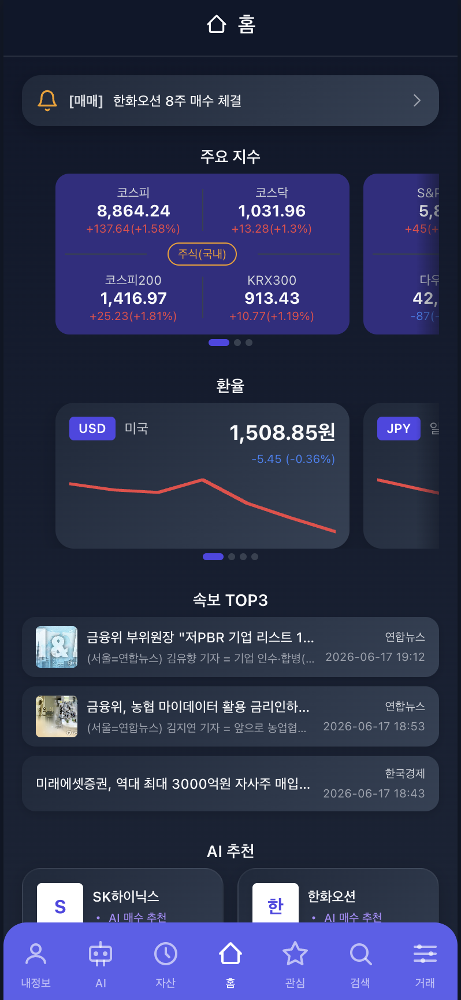 홈
[매매] 한화오션 8주 매수 체결
주요 지수
코스피
8,864.24
+137.64(+1.58%)
코스닥
1,031.96
+13.28(+1.3%)
주식(국내)
코스피200
1,416.97
+25.23(+1.81%)
KRX300
913.43
+10.77(+1.19%)
S&P
5,8
+45(+
다우
42,
-87(-
환율
USD 미국
1,508.85원
-5.45 (-0.36%)
JPY
속보 TOP3
금융위 부위원장 "저PBR 기업 리스트 1...
연합뉴스
(서울=연합뉴스) 김유향 기자 = 기업 인수·합병(...
2026-06-17 19:12
금융위, 농협 마이데이터 활용 금리인하...
연합뉴스
(서울=연합뉴스) 김지연 기자 = 앞으로 농업협...
2026-06-17 18:53
미래에셋증권, 역대 최대 3000억원 자사주 매입...
한국경제
2026-06-17 18:43
AI 추천
S
SK하이닉스
• AI 매수 추천
한
한화오션
• AI 매수 추천
내정보
AI
자산
홈
관심
검색
거래